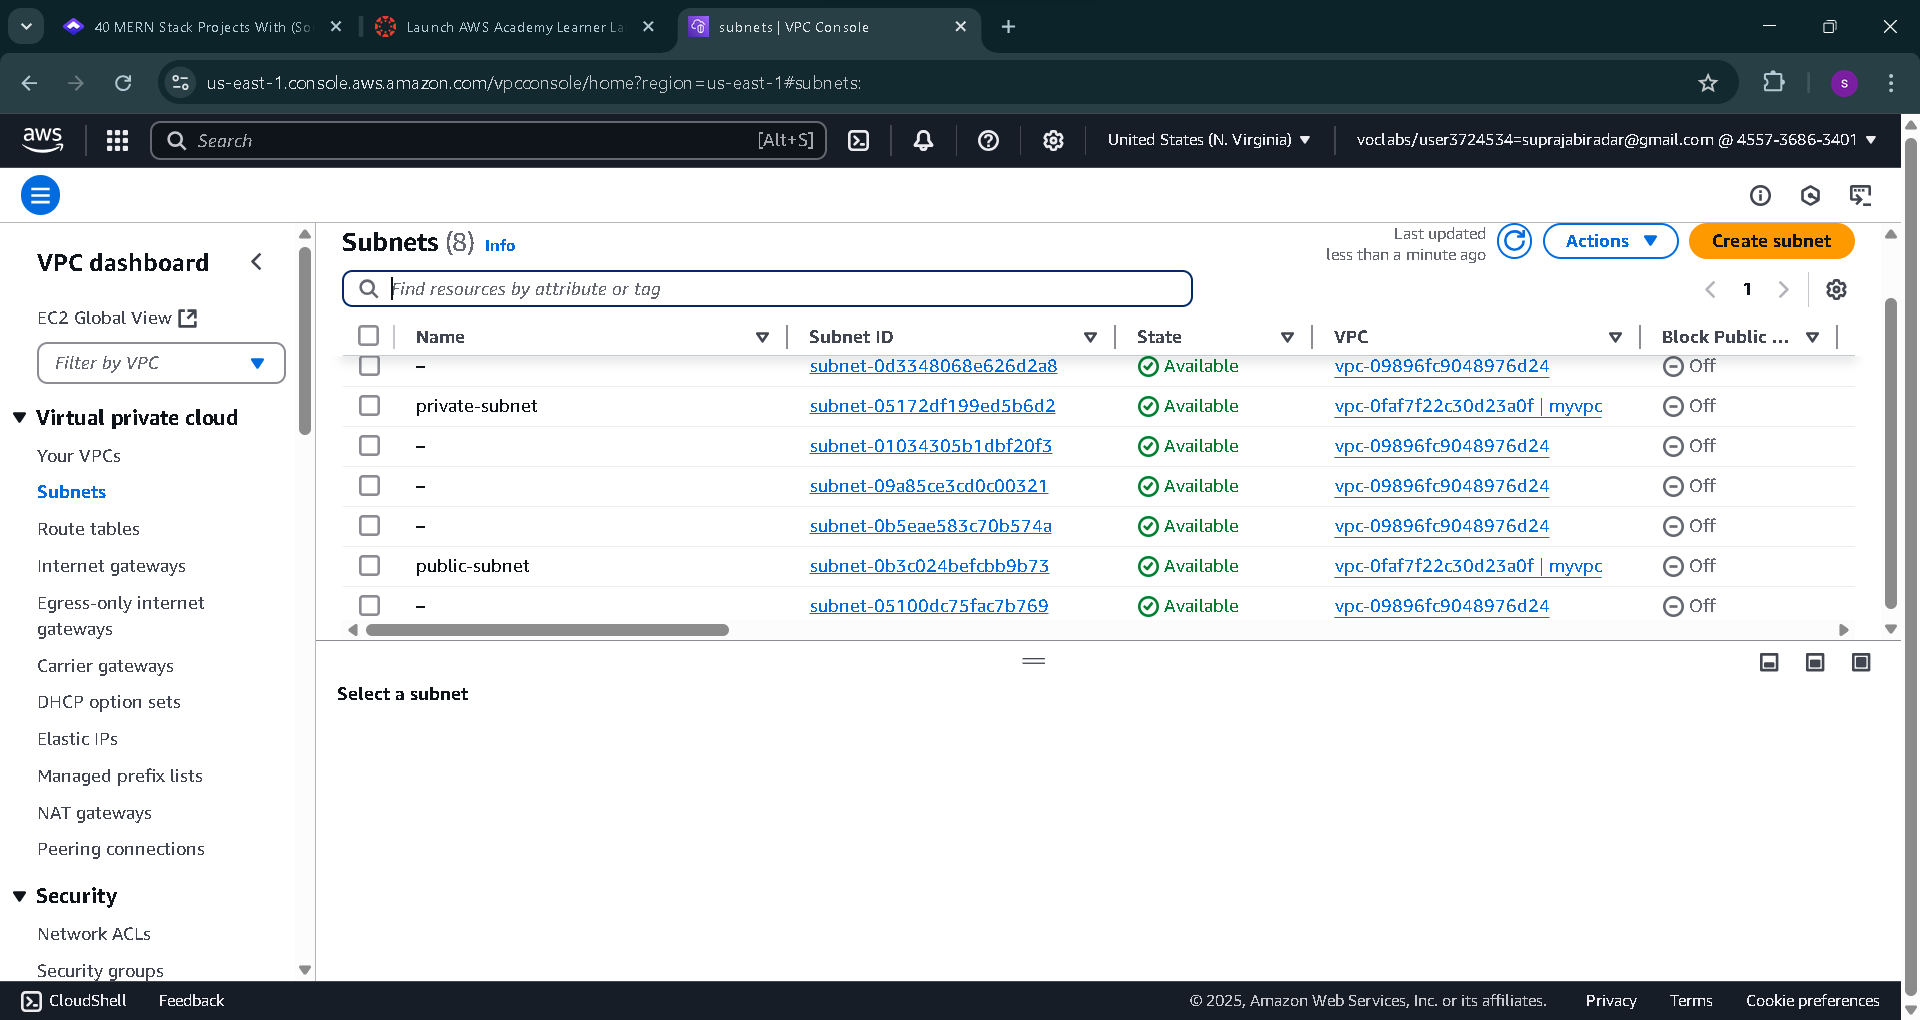 40 MERN Stack Projects With (So
Launch AWS Academy Learner La
subnets | VPC Console
us-east-1.console.aws.amazon.com/vpcconsole/home?region=us-east-1#subnets:
S
aws
Search
[Alt+S]
United States (N. Virginia)
voclabs/user3724534=suprajabiradar@gmail.com @ 4557-3686-3401
VPC dashboard
EC2 Global View
Filter by VPC
Virtual private cloud
Your VPCs
Subnets
Route tables
Internet gateways
Egress-only internet
gateways
Carrier gateways
DHCP option sets
Elastic IPs
Managed prefix lists
NAT gateways
Peering connections
Security
Network ACLs
Security groups
Subnets (8) Info
Last updated
less than a minute ago
Actions
Create subnet
Find resources by attribute or tag
1
Name Subnet ID State VPC Block Public ...
– subnet-0d3348068e626d2a8 Available vpc-09896fc9048976d24 Off
private-subnet subnet-05172df199ed5b6d2 Available vpc-0faf7f22c30d23a0f | myvpc Off
– subnet-01034305b1dbf20f3 Available vpc-09896fc9048976d24 Off
– subnet-09a85ce3cd0c00321 Available vpc-09896fc9048976d24 Off
– subnet-0b5eae583c70b574a Available vpc-09896fc9048976d24 Off
public-subnet subnet-0b3c024befcbb9b73 Available vpc-0faf7f22c30d23a0f | myvpc Off
– subnet-05100dc75fac7b769 Available vpc-09896fc9048976d24 Off
Select a subnet
CloudShell Feedback
© 2025, Amazon Web Services, Inc. or its affiliates. Privacy Terms Cookie preferences